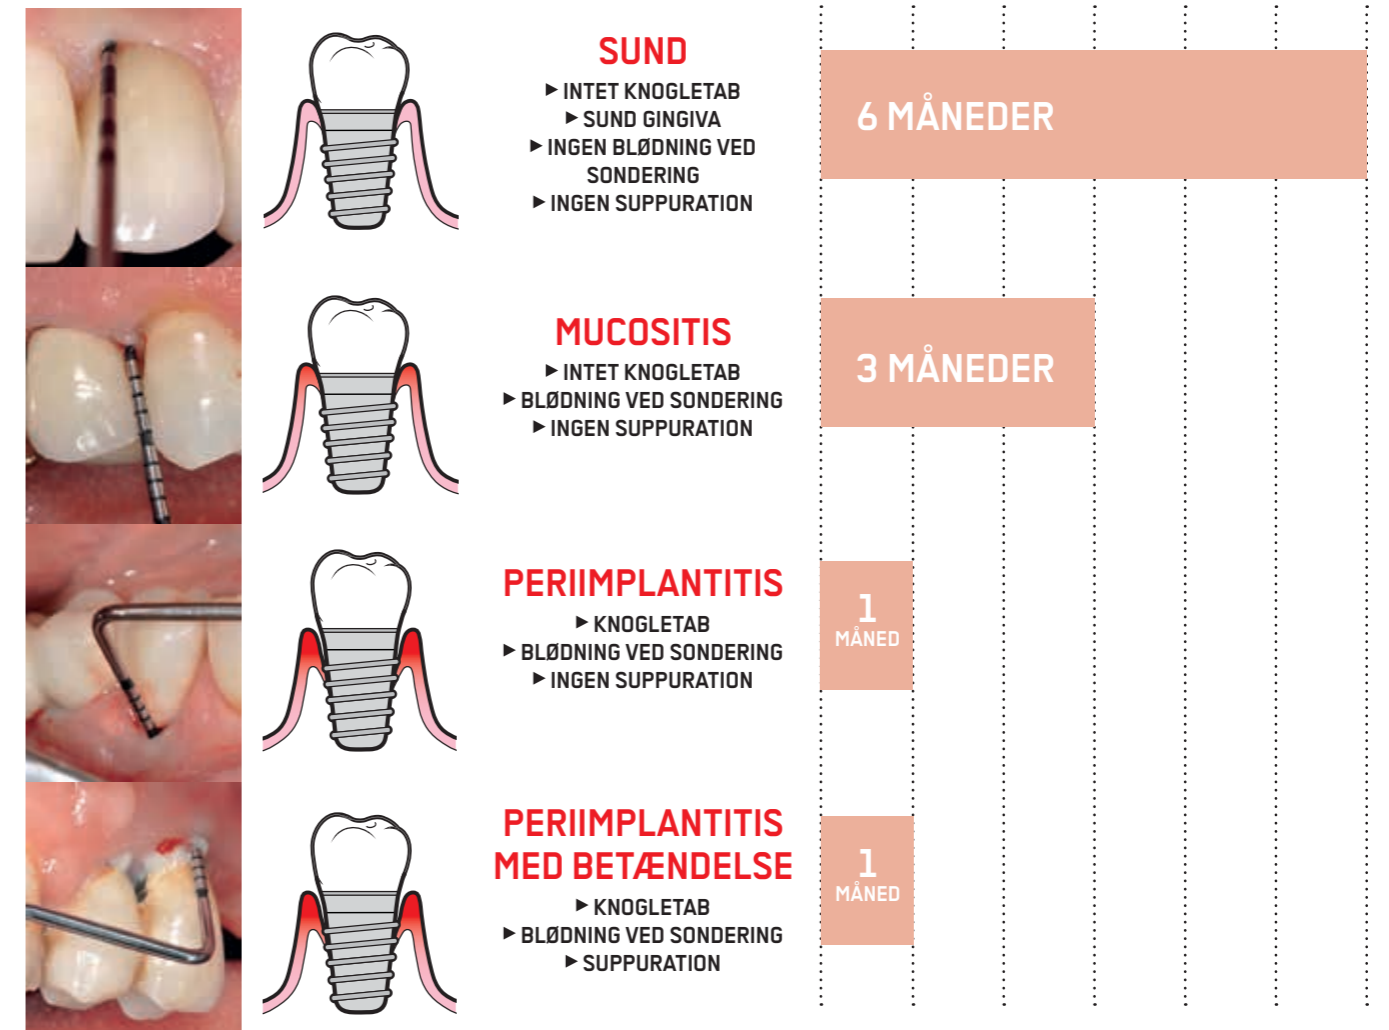 SUND
▶ INTET KNOGLETAB
▶ SUND GINGIVA
▶ INGEN BLØDNING VED
SONDERING
▶ INGEN SUPPURATION
6 MÅNEDER
MUCOSITIS
▶ INTET KNOGLETAB
▶ BLØDNING VED SONDERING
▶ INGEN SUPPURATION
3 MÅNEDER
PERIIMPLANTITIS
▶ KNOGLETAB
▶ BLØDNING VED SONDERING
▶ INGEN SUPPURATION
1
MÅNED
PERIIMPLANTITIS
MED BETÆNDELSE
▶ KNOGLETAB
▶ BLØDNING VED SONDERING
▶ SUPPURATION
1
MÅNED